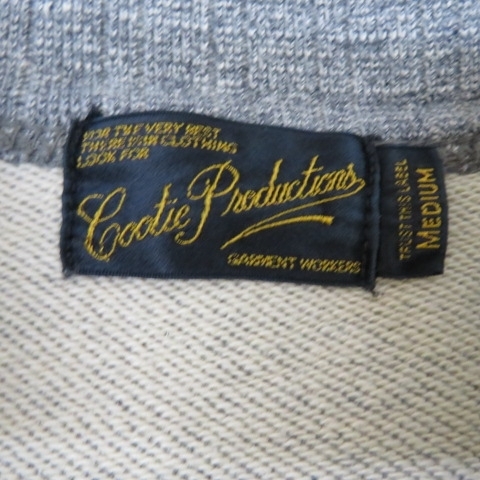 FOR THE VERY BEST
THERE IS IN CLOTHING
LOOK FOR
Cootie Productions
GARMENT WORKERS
TRUST THIS LABEL
MEDIUM